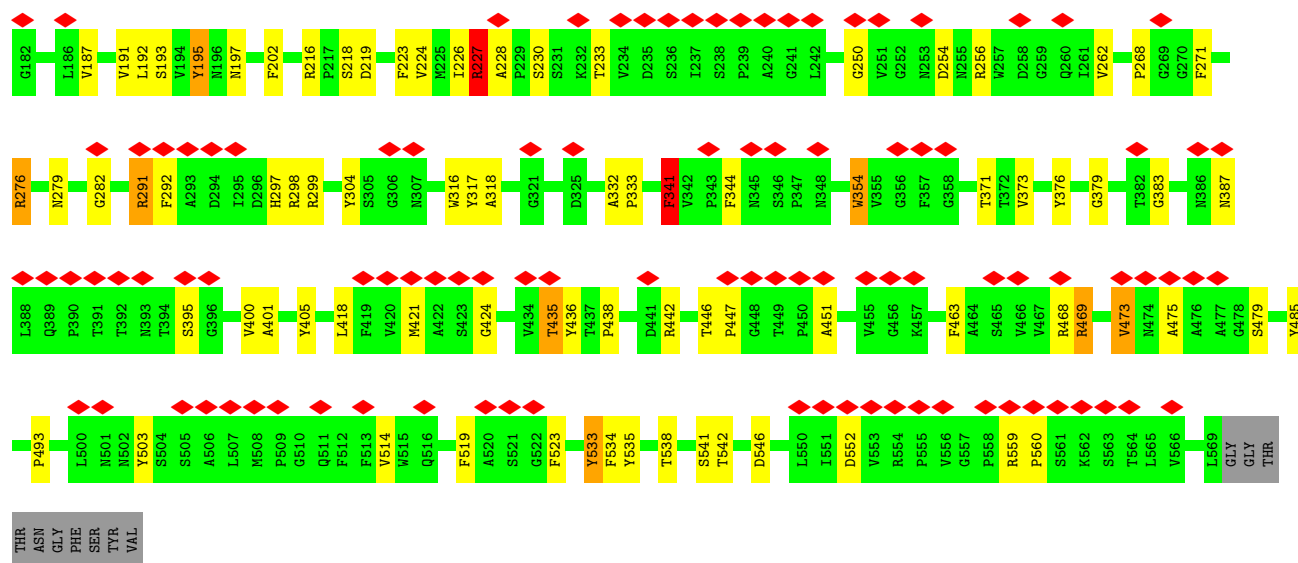 G182 L186 V187 V191 L192 S193 V194 Y195 N196 N197 F202 R216 P217 S218 D219 F223 V224 M225 I226 R227 A228 P229 S230 S231 K232 T233 V234 D235 S236 I237 S238 P239 A240 G241 L242 G250 V251 G252 N253 D254 N255 R256 W257 D258 G259 Q260 I261 V262 P268 G269 G270 F271
R276 N279 G282 R291 F292 A293 D294 I295 D296 H297 R298 R299 Y304 S305 G306 N307 W316 Y317 A318 G321 D325 A332 P333 F341 V342 P343 F344 N345 S346 P347 N348 W354 V355 G356 F357 G358 T371 T372 V373 Y376 G379 T382 G383 N386 N387
L388 Q389 P390 T391 T392 N393 T394 S395 G396 V400 A401 Y405 L418 F419 V420 M421 A422 S423 G424 V434 T435 Y436 T437 P438 D441 R442 T446 P447 G448 T449 P450 A451 V455 G456 K457 F463 A464 S465 V466 V467 R468 R469 V473 N474 A475 A476 A477 G478 S479 Y485
P493 L500 N501 N502 Y503 S504 S505 A506 L507 M508 P509 G510 Q511 F512 F513 V514 W515 Q516 F519 A520 S521 G522 F523 Y533 F534 Y535 T538 S541 T542 D546 L550 I551 D552 V553 R554 P555 V556 G557 P558 R559 P560 S561 K562 S563 T564 L565 V566 L569 GLY GLY THR
THR ASN GLY PHE SER TYR VAL